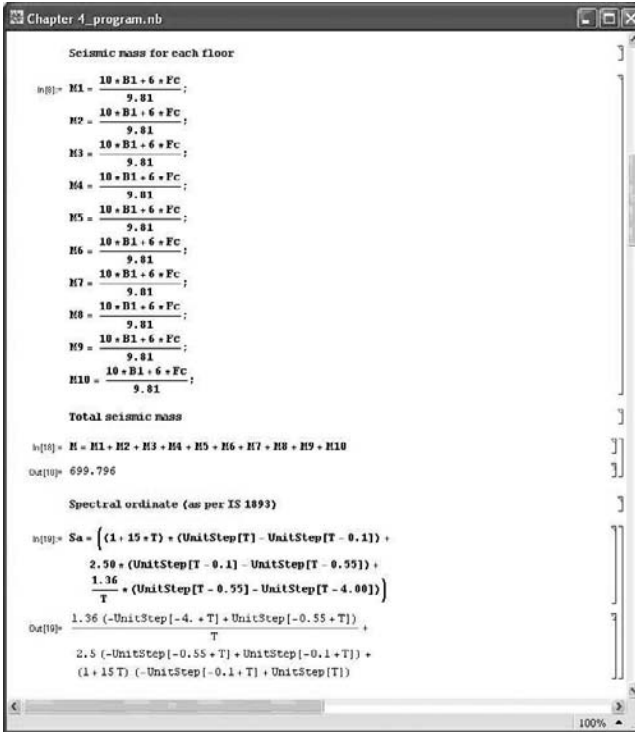 Chapter 4_program.nb
Seismic mass for each floor
In[8]:= M1 = (10 * B1 + 6 * Fc)/9.81;
M2 = (10 * B1 + 6 * Fc)/9.81;
M3 = (10 * B1 + 6 * Fc)/9.81;
M4 = (10 * B1 + 6 * Fc)/9.81;
M5 = (10 * B1 + 6 * Fc)/9.81;
M6 = (10 * B1 + 6 * Fc)/9.81;
M7 = (10 * B1 + 6 * Fc)/9.81;
M8 = (10 * B1 + 6 * Fc)/9.81;
M9 = (10 * B1 + 6 * Fc)/9.81;
M10 = (10 * B1 + 6 * Fc)/9.81;
Total seismic mass
In[18]:= M = M1 + M2 + M3 + M4 + M5 + M6 + M7 + M8 + M9 + M10
Out[18]= 699.796
Spectral ordinate (as per IS 1893)
In[19]:= Sa = ((1 + 15 * T) * (UnitStep[T] - UnitStep[T - 0.1]) +
2.50 * (UnitStep[T - 0.1] - UnitStep[T - 0.55]) +
1.36/T * (UnitStep[T - 0.55] - UnitStep[T - 4.00]))
Out[19]= 1.36 (-UnitStep[-4. + T] + UnitStep[-0.55 + T])/T +
2.5 (-UnitStep[-0.55 + T] + UnitStep[-0.1 + T]) +
(1 + 15 T) (-UnitStep[-0.1 + T] + UnitStep[T])
100%